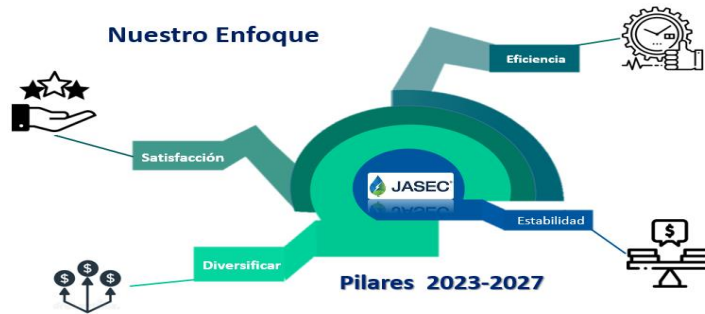 Nuestro Enfoque
Eficiencia
Satisfacción
JASEC
Estabilidad
Diversificar
Pilares 2023-2027